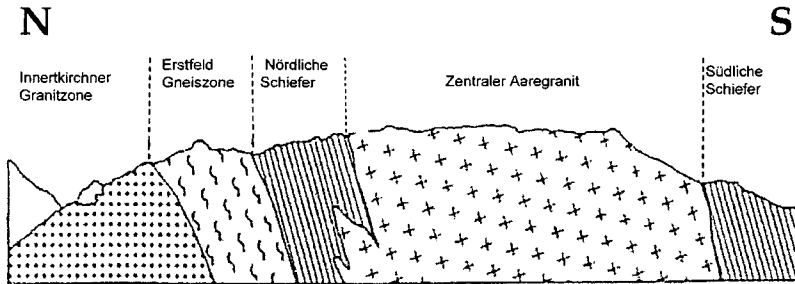 N
S
Innertkirchner
Granitzone
Erstfeld
Gneiszone
Nördliche
Schiefer
Zentraler Aaregranit
Südliche
Schiefer